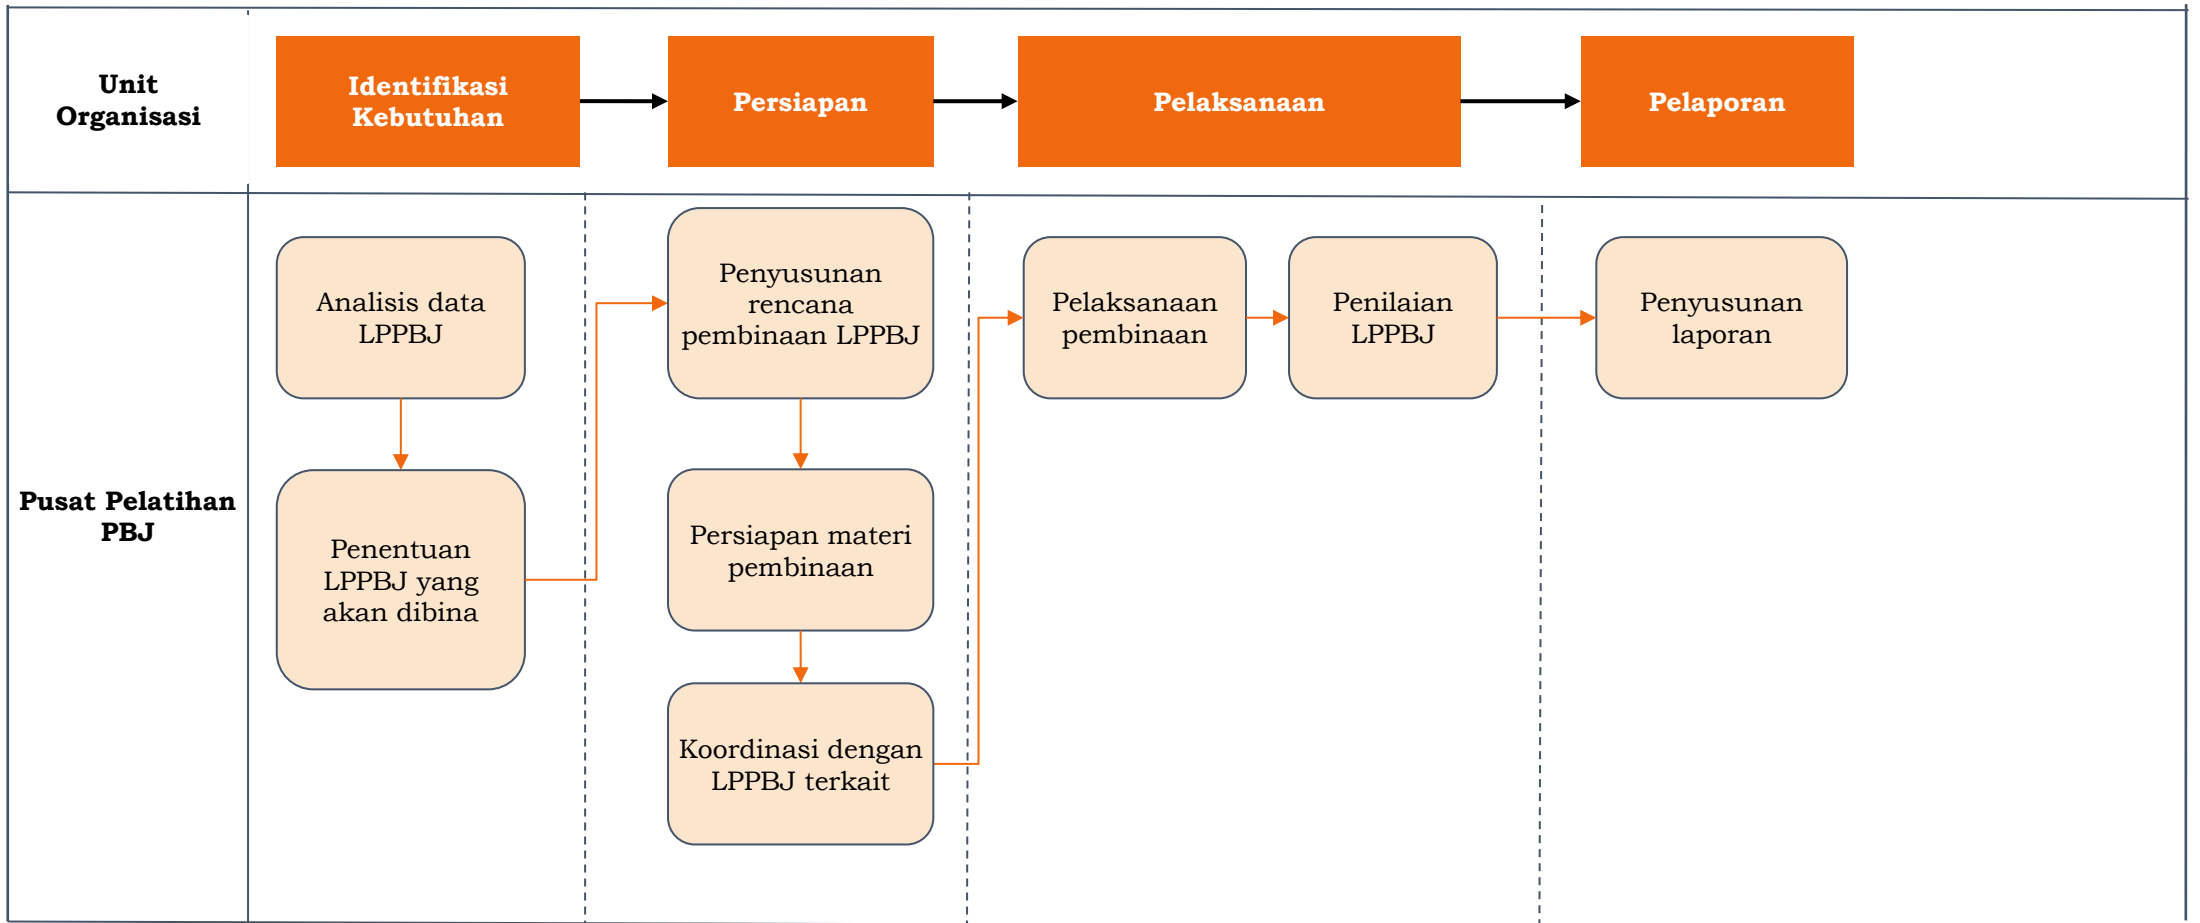 Unit
Organisasi
Identifikasi
Kebutuhan
Persiapan
Pelaksanaan
Pelaporan
Pusat Pelatihan
PBJ
Analisis data
LPPBJ
Penentuan
LPPBJ yang
akan dibina
Penyusunan
rencana
pembinaan LPPBJ
Persiapan materi
pembinaan
Koordinasi dengan
LPPBJ terkait
Pelaksanaan
pembinaan
Penilaian
LPPBJ
Penyusunan
laporan